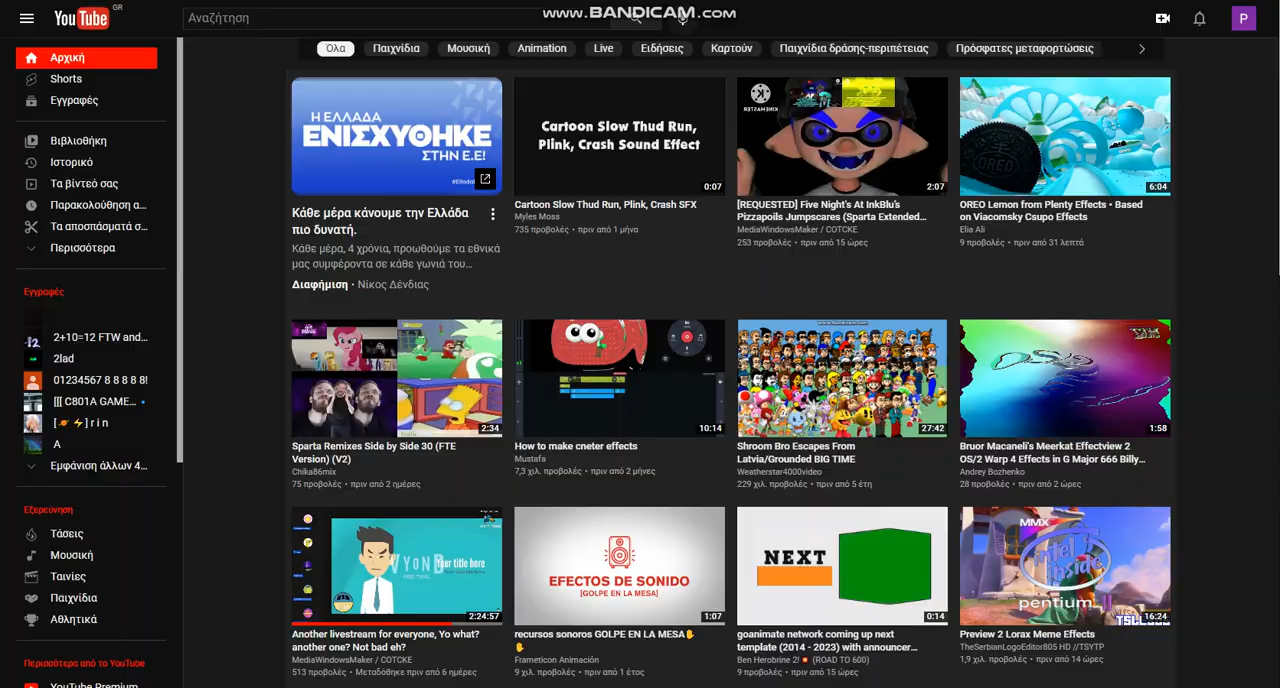 YouTube GR
Αναζήτηση
www.BANDICAM.com
P
Αρχική
Shorts
Εγγραφές
Βιβλιοθήκη
Ιστορικό
Τα βίντεό σας
Παρακολούθηση α...
Τα αποσπάσματά σ...
Περισσότερα
Εγγραφές
2+10=12 FTW and...
2lad
01234567 8 8 8 8 8!
[[[ C801A GAME...
[🪐⚡] r i n
A
Εμφάνιση άλλων 4...
Εξερεύνηση
Τάσεις
Μουσική
Ταινίες
Παιχνίδια
Αθλητικά
Περισσότερα από το YouTube
YouTube Premium
Όλα Παιχνίδια Μουσική Animation Live Ειδήσεις Καρτούν Παιχνίδια δράσης-περιπέτειας Πρόσφατες μεταφορτώσεις
Η ΕΛΛΑΔΑ
ΕΝΙΣΧΥΘΗΚΕ
ΣΤΗΝ Ε.Ε!
Κάθε μέρα κάνουμε την Ελλάδα
πιο δυνατή.
Κάθε μέρα, 4 χρόνια, προωθούμε τα εθνικά
μας συμφέροντα σε κάθε γωνιά του...
Διαφήμιση • Νίκος Δένδιας
Cartoon Slow Thud Run,
Plink, Crash Sound Effect
0:07
Cartoon Slow Thud Run, Plink, Crash SFX
Myles Moss
735 προβολές • πριν από 1 μήνα
KINEMASTER
2:07
[REQUESTED] Five Night's At InkBlu's
Pizzapoils Jumpscares (Sparta Extended...
MediaWindowsMaker / COTCKE
253 προβολές • πριν από 15 ώρες
OREO
6:04
OREO Lemon from Plenty Effects • Based
on Viacomsky Csupo Effects
Elia Ali
9 προβολές • πριν από 31 λεπτά
2:34
Sparta Remixes Side by Side 30 (FTE
Version) (V2)
Chika86mix
75 προβολές • πριν από 2 ημέρες
10:14
How to make cneter effects
Mustafa
7,3 χιλ. προβολές • πριν από 2 μήνες
www.Bandicam.com
27:42
Shroom Bro Escapes From
Latvia/Grounded BIG TIME
Weatherstar4000video
229 χιλ. προβολές • πριν από 5 έτη
1:58
Bruor Macaneli's Meerkat Effectview 2
OS/2 Warp 4 Effects in G Major 666 Billy...
Andrey Bozhenko
28 προβολές • πριν από 2 ώρες
VYOND
Your title here
2:24:57
Another livestream for everyone, Yo what?
another one? Not bad eh?
MediaWindowsMaker / COTCKE
513 προβολές • Μεταδόθηκε πριν από 6 ημέρες
EFECTOS DE SONIDO
[GOLPE EN LA MESA]
1:07
recursos sonoros GOLPE EN LA MESA✋
✋
Frameticon Animación
9 χιλ. προβολές • πριν από 1 έτος
NEXT
0:14
goanimate network coming up next
template (2014 - 2023) with announcer...
Ben Herobrine 2!💥 (ROAD TO 600)
9 προβολές • πριν από 15 ώρες
MMX
intel inside
pentium II
16:24
Preview 2 Lorax Meme Effects
TheSerbianLogoEditor805 HD //TSYTP
1,9 χιλ. προβολές • πριν από 14 ώρες